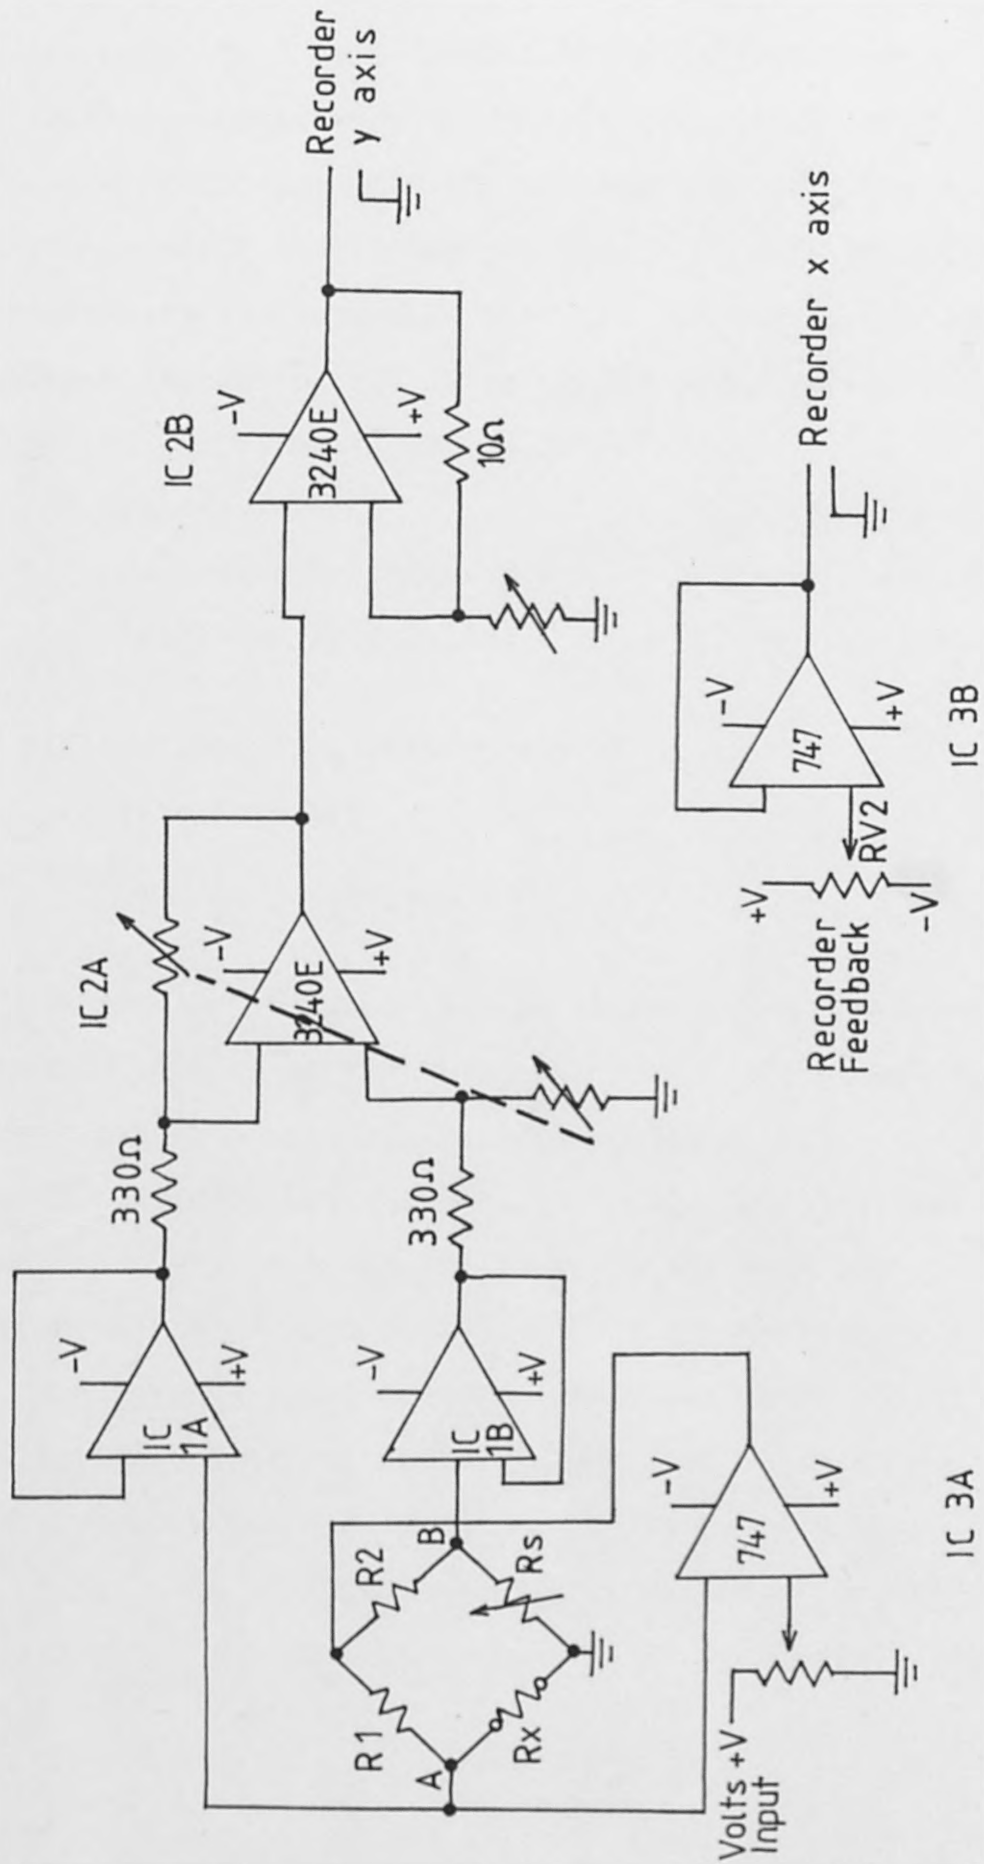 IC 2A
IC 2B
330Ω
-V
3240E
+V
-V
3240E
+V
10Ω
Recorder
y axis
-V
IC
1A
+V
330Ω
-V
IC
1B
+V
R1
R2
A
B
Rx
Rs
Volts +V
Input
-V
747
+V
IC 3A
Recorder
Feedback
+V
RV2
-V
-V
747
+V
IC 3B
Recorder x axis